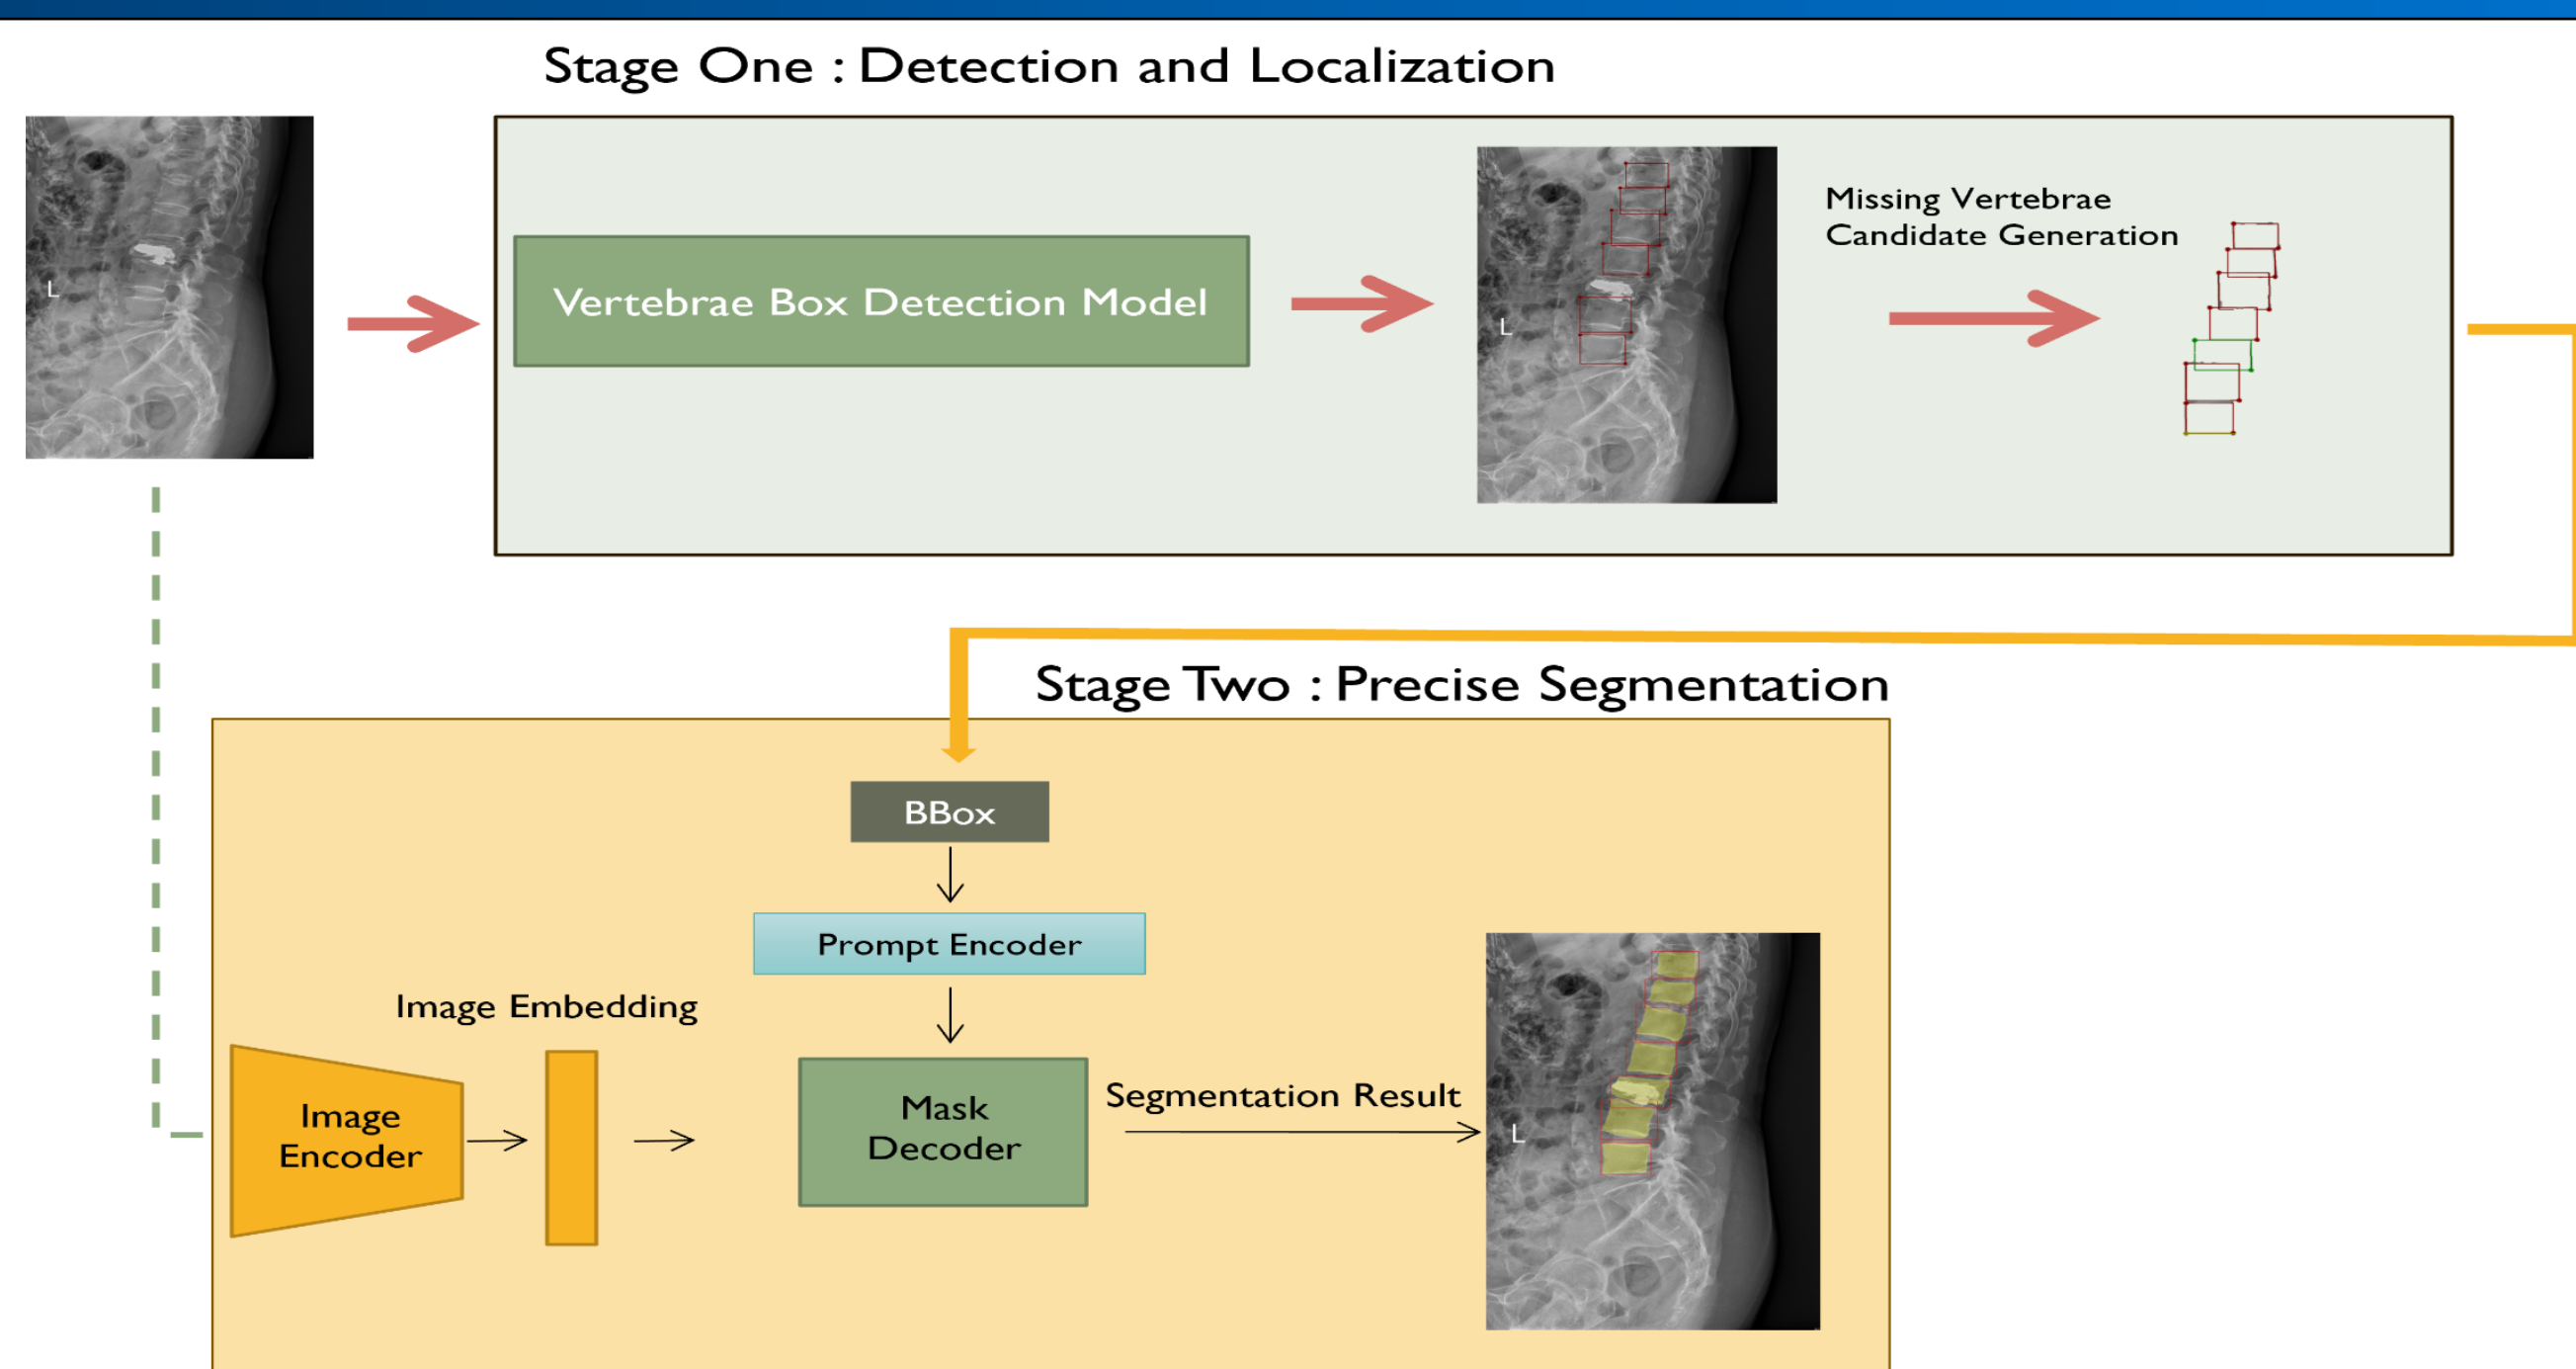 Stage One : Detection and Localization
L
Vertebrae Box Detection Model
L
Missing Vertebrae
Candidate Generation
Stage Two : Precise Segmentation
BBox
Prompt Encoder
Image Embedding
Image
Encoder
Mask
Decoder
Segmentation Result
L